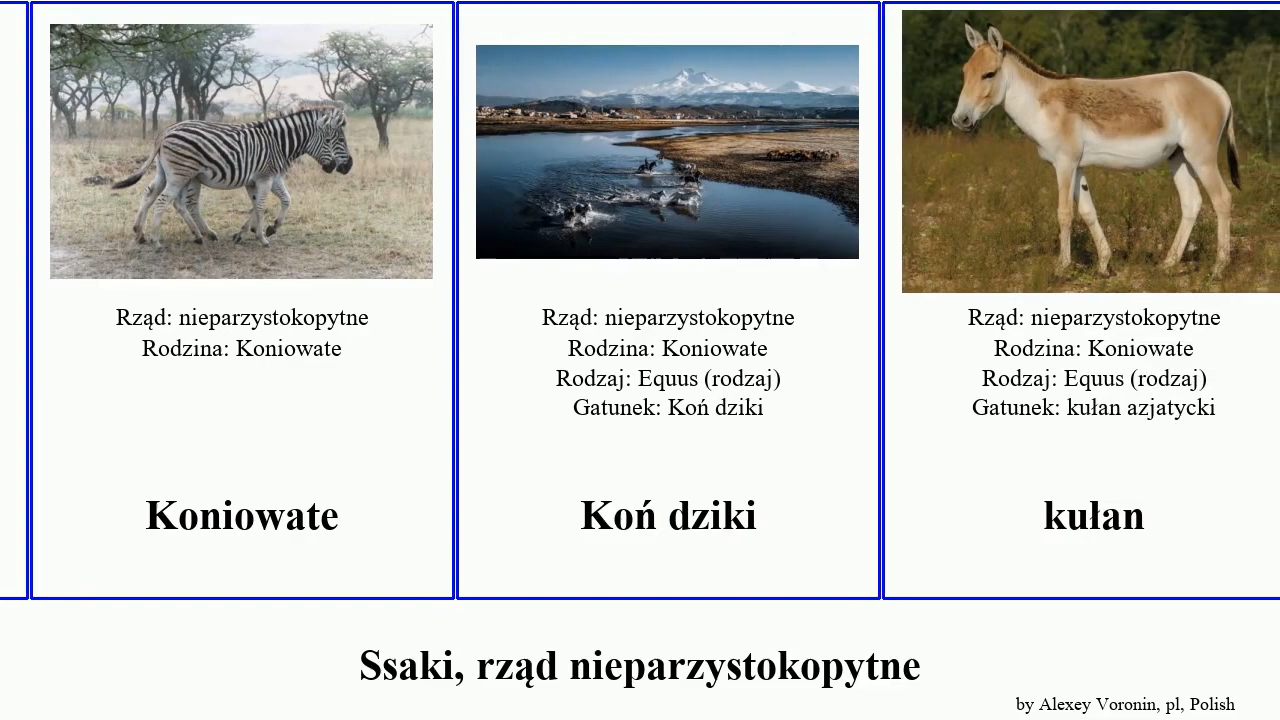 Rząd: nieparzystokopytne
Rodzina: Koniowate
Koniowate
Rząd: nieparzystokopytne
Rodzina: Koniowate
Rodzaj: Equus (rodzaj)
Gatunek: Koń dziki
Koń dziki
Rząd: nieparzystokopytne
Rodzina: Koniowate
Rodzaj: Equus (rodzaj)
Gatunek: kułan azjatycki
kułan
Ssaki, rząd nieparzystokopytne
by Alexey Voronin, pl, Polish